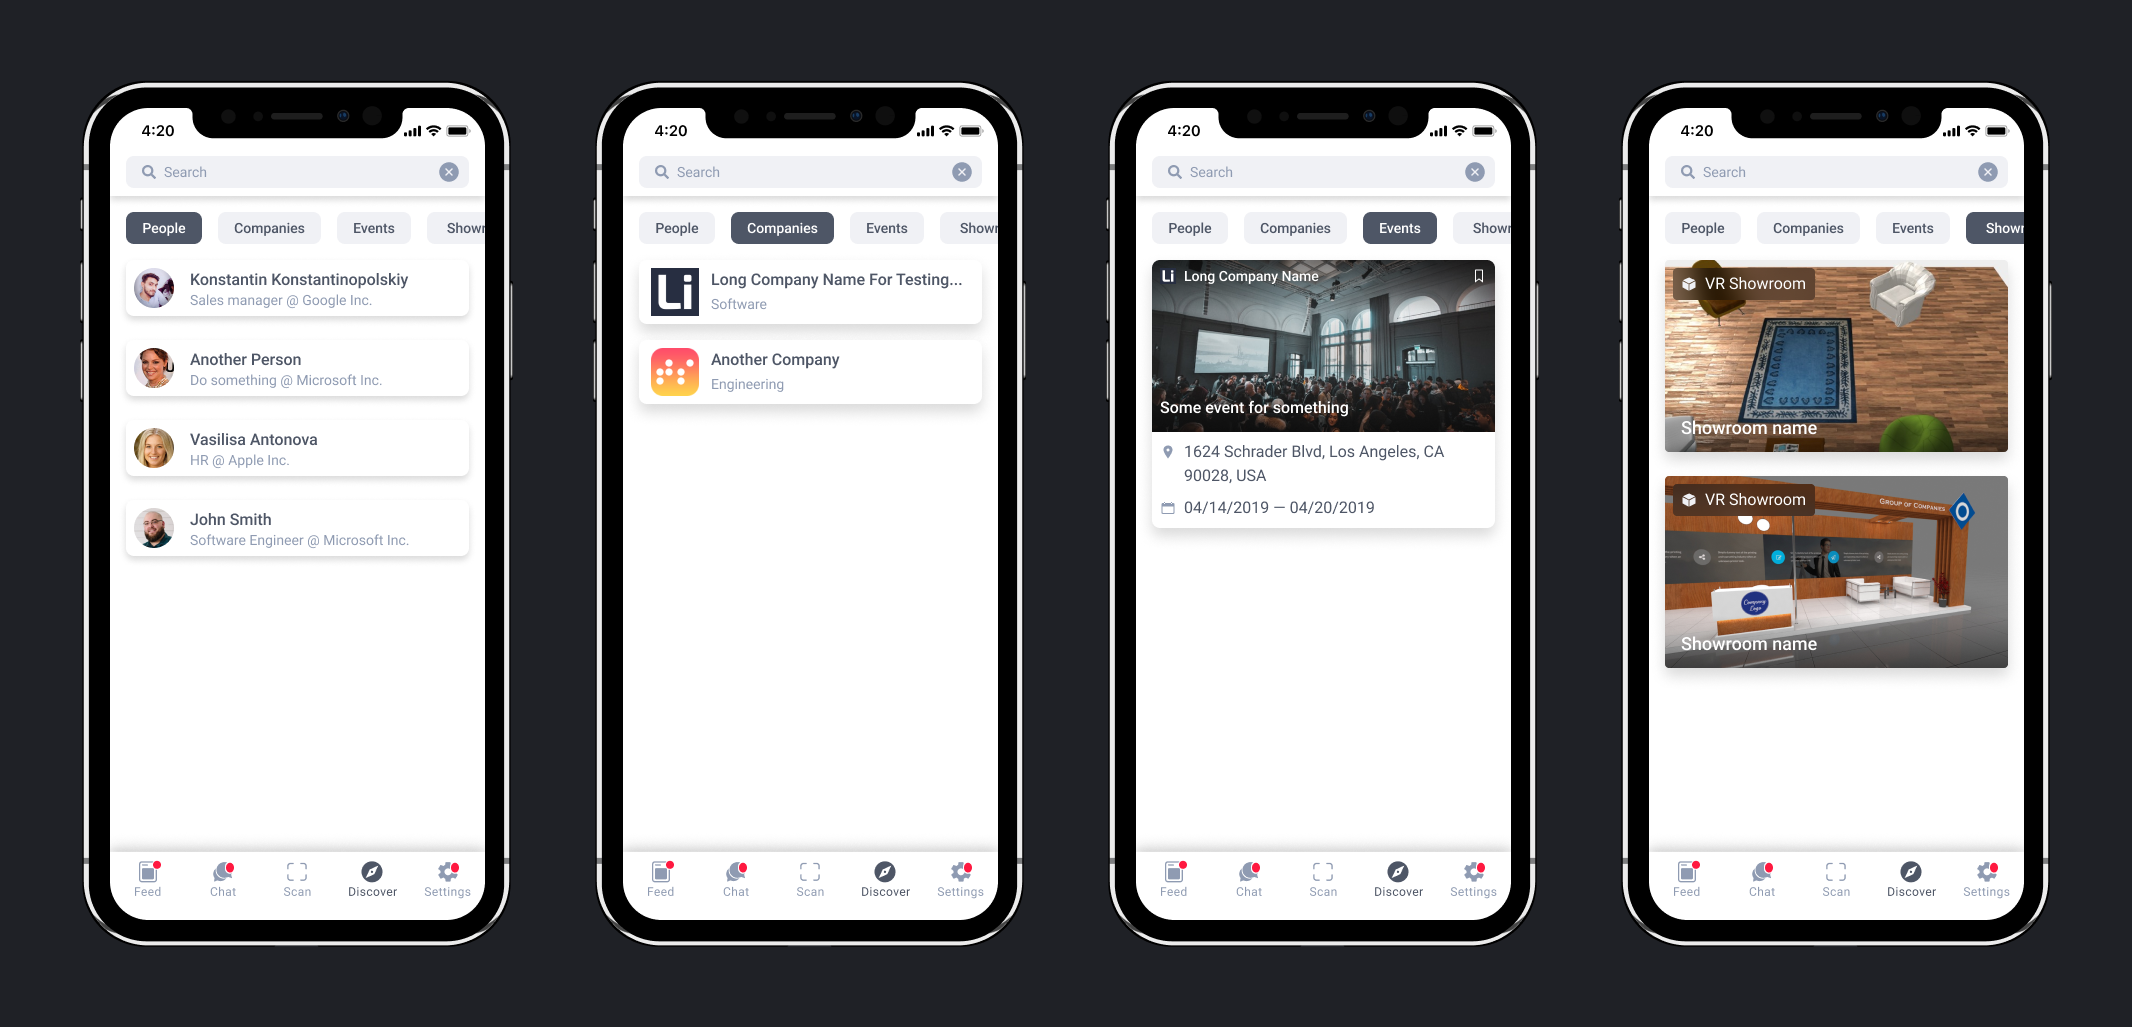 4:20
Search
People Companies Events Showr
Konstantin Konstantinopolskiy
Sales manager @ Google Inc.
Another Person
Do something @ Microsoft Inc.
Vasilisa Antonova
HR @ Apple Inc.
John Smith
Software Engineer @ Microsoft Inc.
Feed Chat Scan Discover Settings
4:20
Search
People Companies Events Showr
Li
Long Company Name For Testing...
Software
Another Company
Engineering
Feed Chat Scan Discover Settings
4:20
Search
People Companies Events Showr
Li Long Company Name
Some event for something
1624 Schrader Blvd, Los Angeles, CA
90028, USA
04/14/2019 — 04/20/2019
Feed Chat Scan Discover Settings
4:20
Search
People Companies Events Showr
VR Showroom
Showroom name
VR Showroom
Group of Companies
Company
Logo
Showroom name
Feed Chat Scan Discover Settings